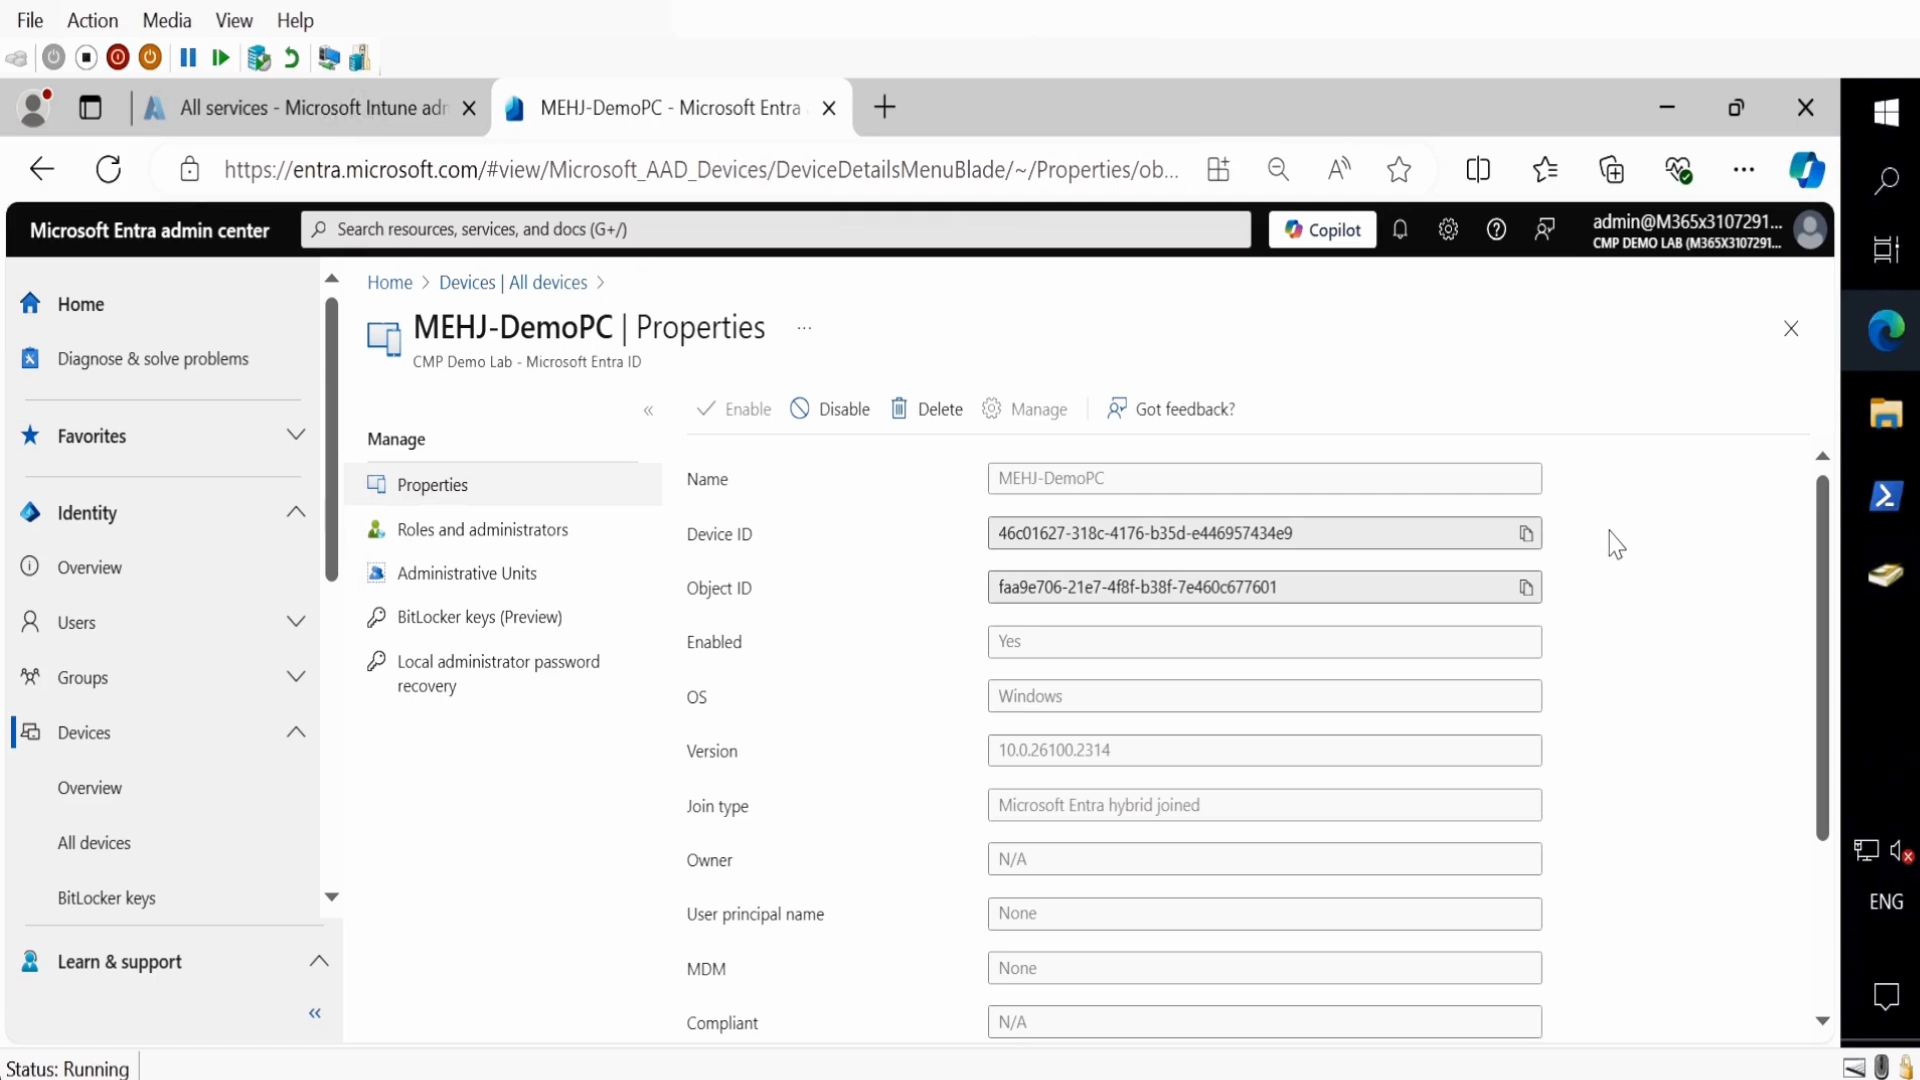 File Action Media View Help
All services - Microsoft Intune adn
MEHJ-DemoPC - Microsoft Entra
https://entra.microsoft.com/#view/Microsoft_AAD_Devices/DeviceDetailsMenuBlade/~/Properties/ob...
Microsoft Entra admin center
Search resources, services, and docs (G+/)
Copilot
admin@M365x3107291...
CMP DEMO LAB (M365X3107291...
Home
Diagnose & solve problems
Favorites
Identity
Overview
Users
Groups
Devices
Overview
All devices
BitLocker keys
Learn & support
«
Home > Devices | All devices >
MEHJ-DemoPC | Properties ...
CMP Demo Lab - Microsoft Entra ID
«
Manage
Properties
Roles and administrators
Administrative Units
BitLocker keys (Preview)
Local administrator password
recovery
Enable Disable Delete Manage Got feedback?
Name MEHJ-DemoPC
Device ID 46c01627-318c-4176-b35d-e446957434e9
Object ID faa9e706-21e7-4f8f-b38f-7e460c677601
Enabled Yes
OS Windows
Version 10.0.26100.2314
Join type Microsoft Entra hybrid joined
Owner N/A
User principal name None
MDM None
Compliant N/A
ENG
Status: Running